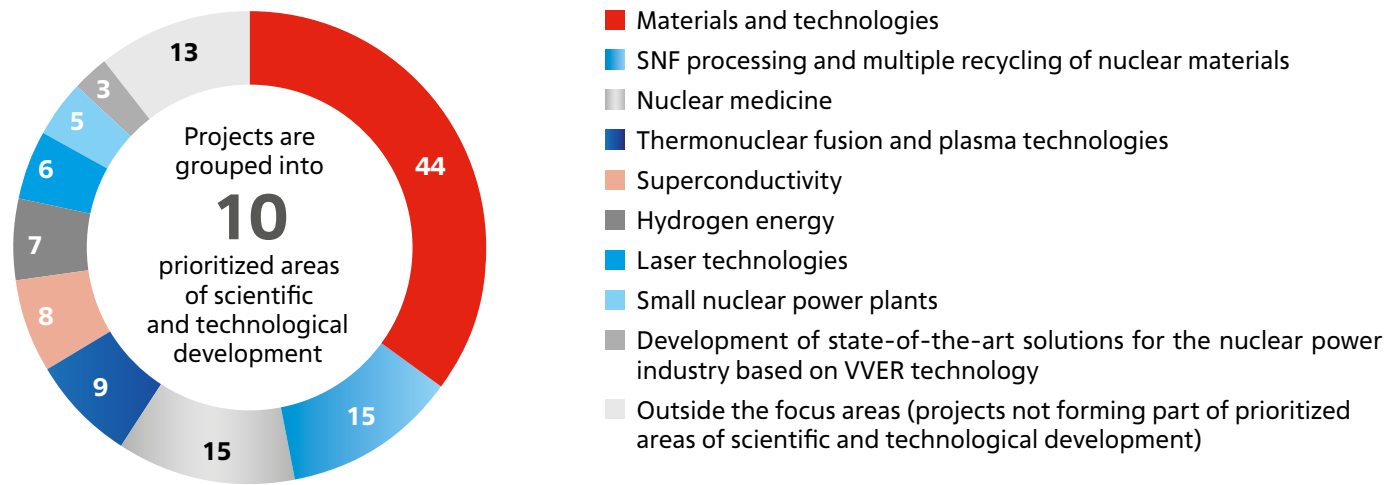 13
3
5
6
7
8
9
15
15
44
Projects are
grouped into
10
prioritized areas
of scientific
and technological
development
Materials and technologies
SNF processing and multiple recycling of nuclear materials
Nuclear medicine
Thermonuclear fusion and plasma technologies
Superconductivity
Hydrogen energy
Laser technologies
Small nuclear power plants
Development of state-of-the-art solutions for the nuclear power
industry based on VVER technology
Outside the focus areas (projects not forming part of prioritized
areas of scientific and technological development)